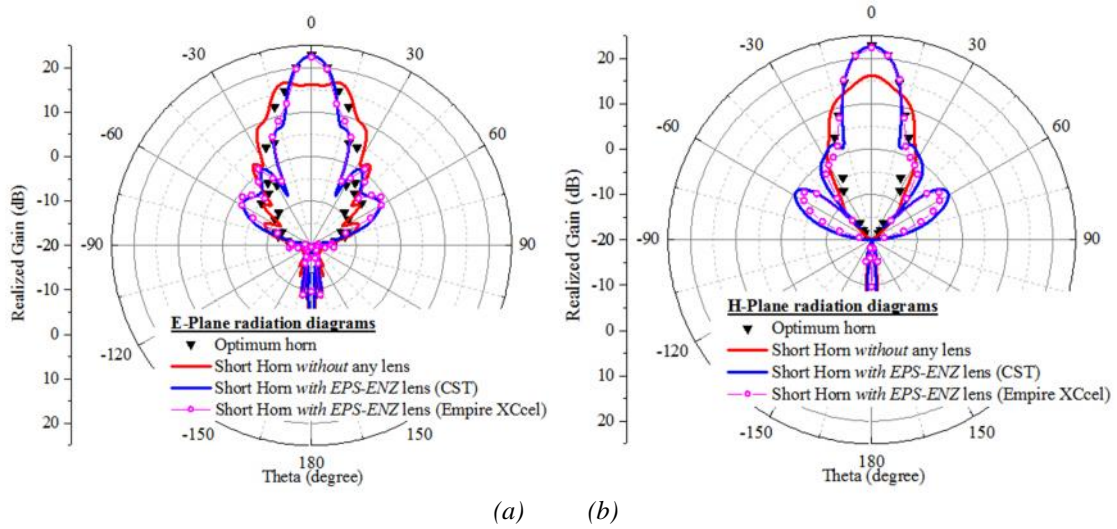 0
-30
30
-60
60
-90
90
-120
-150
150
180
20
10
0
-10
-20
-10
0
10
20
Realized Gain (dB)
E-Plane radiation diagrams
Optimum horn
Short Horn without any lens
Short Horn with EPS-ENZ lens (CST)
Short Horn with EPS-ENZ lens (Empire XCcel)
Theta (degree)
(a)
0
-30
30
-60
60
-90
90
-120
-150
150
180
20
10
0
-10
-20
-10
0
10
20
Realized Gain (dB)
H-Plane radiation diagrams
Optimum horn
Short Horn without any lens
Short Horn with EPS-ENZ lens (CST)
Short Horn with EPS-ENZ lens (Empire XCcel)
Theta (degree)
(b)